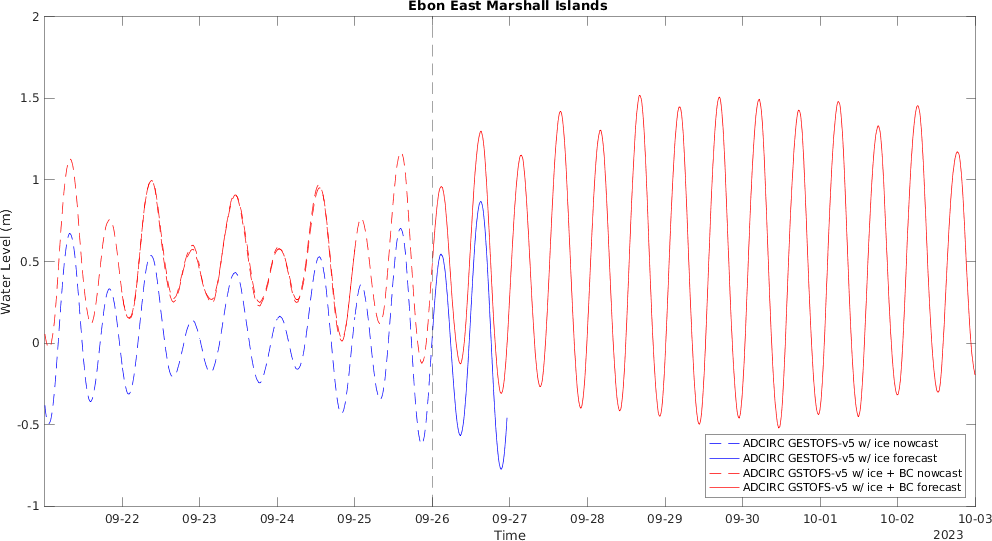 Ebon East Marshall Islands
2
1.5
1
0.5
0
-0.5
-1
Water Level (m)
ADCIRC GESTOFS-v5 w/ ice nowcast
ADCIRC GESTOFS-v5 w/ ice forecast
ADCIRC GSTOFS-v5 w/ ice + BC nowcast
ADCIRC GSTOFS-v5 w/ ice + BC forecast
09-22 09-23 09-24 09-25 09-26 09-27 09-28 09-29 09-30 10-01 10-02 10-03
Time
2023